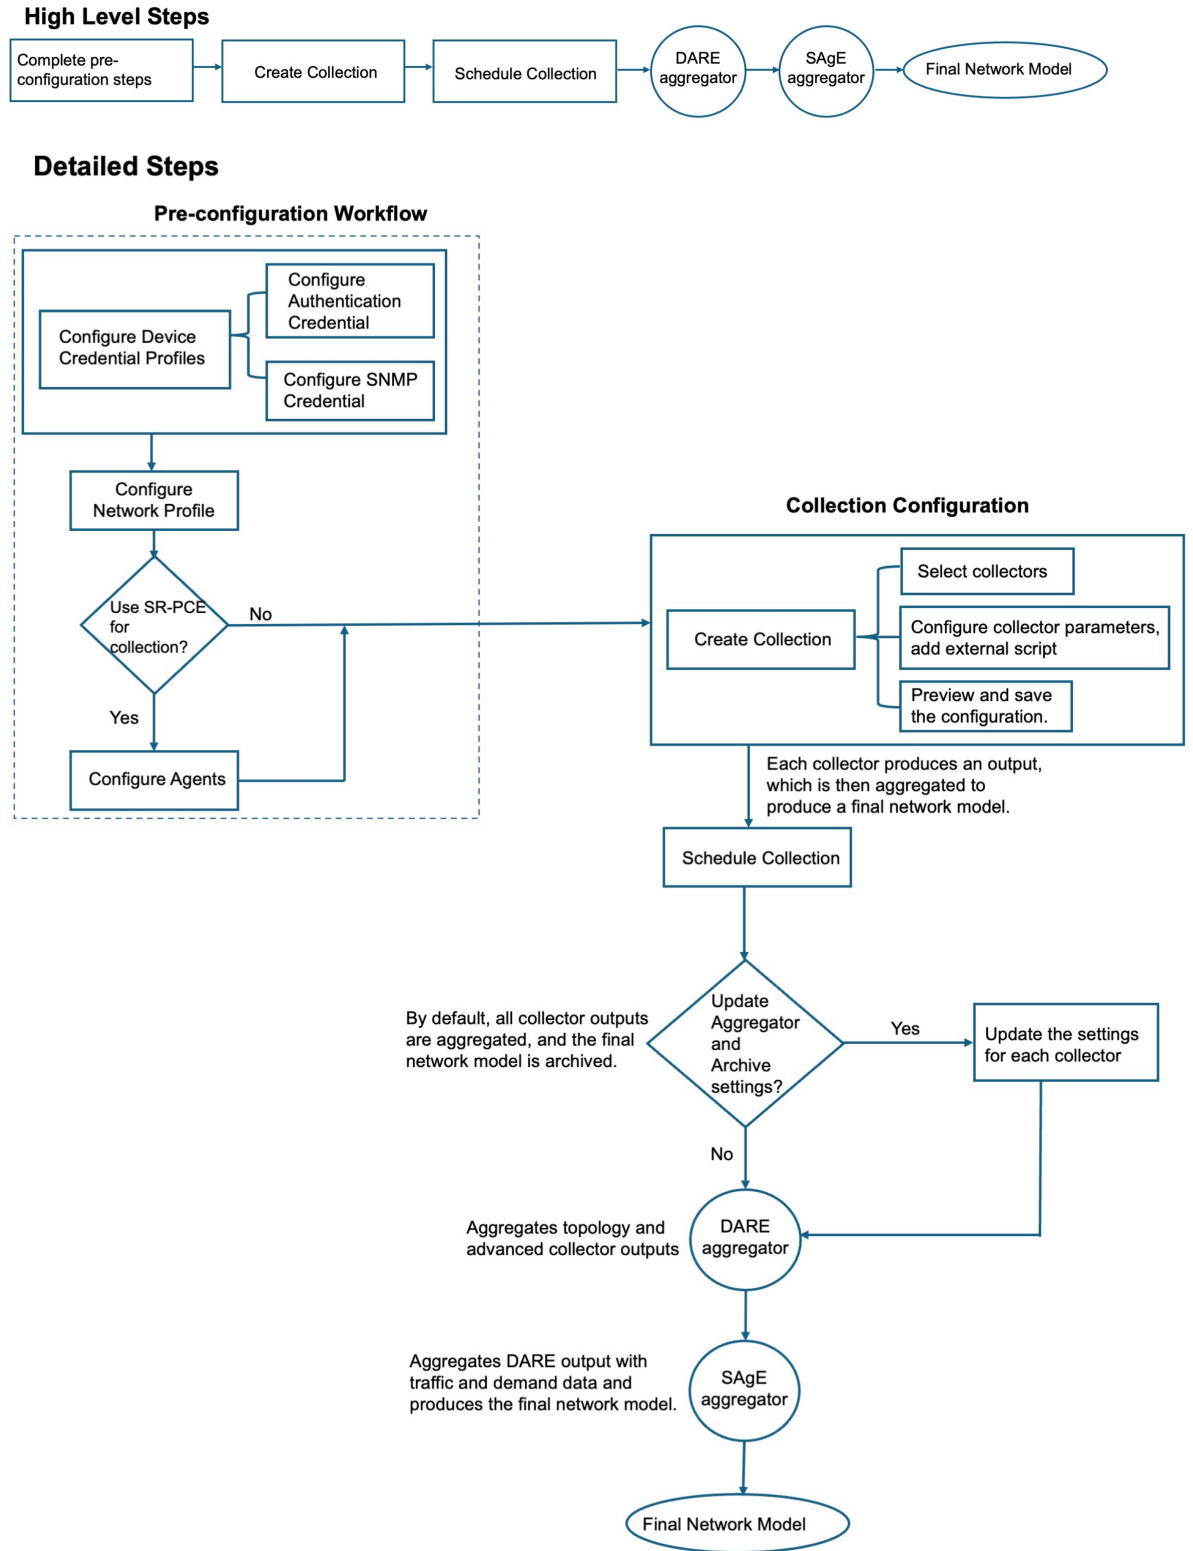 High Level Steps
Complete pre-
configuration steps
Create Collection
Schedule Collection
DARE
aggregator
SAgE
aggregator
Final Network Model
Detailed Steps
Pre-configuration Workflow
Configure Device
Credential Profiles
Configure
Authentication
Credential
Configure SNMP
Credential
Configure
Network Profile
Use SR-PCE
for
collection?
No
Yes
Configure Agents
Collection Configuration
Create Collection
Select collectors
Configure collector parameters,
add external script
Preview and save
the configuration.
Each collector produces an output,
which is then aggregated to
produce a final network model.
Schedule Collection
By default, all collector outputs
are aggregated, and the final
network model is archived.
Update
Aggregator
and
Archive
settings?
Yes
Update the settings
for each collector
No
Aggregates topology and
advanced collector outputs
DARE
aggregator
Aggregates DARE output with
traffic and demand data and
produces the final network model.
SAgE
aggregator
Final Network Model